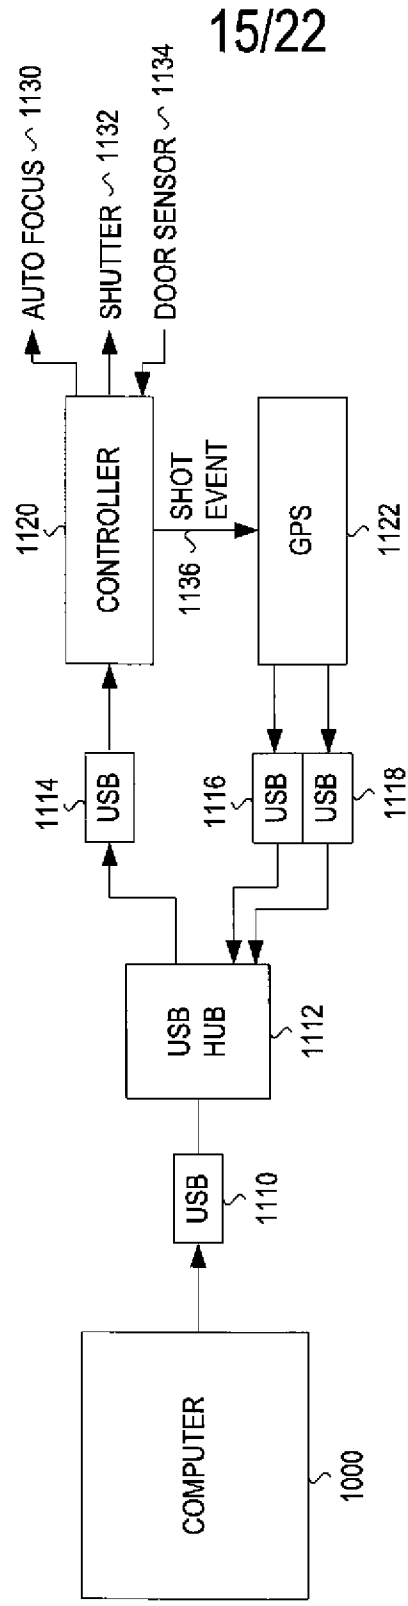 15/22
AUTO FOCUS 1130
SHUTTER 1132
DOOR SENSOR 1134
1120
CONTROLLER
SHOT
EVENT
1136
GPS
1122
1114
USB
1116
USB
USB
1118
USB
HUB
1112
USB
1110
COMPUTER
1000